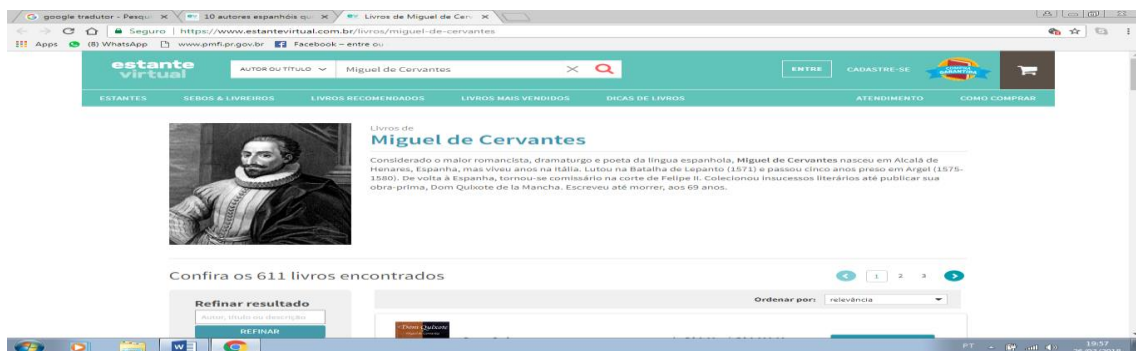 google tradutor - Pesqu
10 autores espanhóis qu
Livros de Miguel de Cerv
Seguro | https://www.estantevirtual.com.br/livros/miguel-de-cervantes
Apps (8) WhatsApp www.pmfi.pr.gov.br Facebook – entre ou
estante virtual
AUTOR OU TÍTULO Miguel de Cervantes
ENTRE CADASTRE-SE
ESTANTES SEBOS & LIVREIROS LIVROS RECOMENDADOS LIVROS MAIS VENDIDOS DICAS DE LIVROS ATENDIMENTO COMO COMPRAR
Livros de
Miguel de Cervantes
Considerado o maior romancista, dramaturgo e poeta da língua espanhola, Miguel de Cervantes nasceu em Alcalá de
Henares, Espanha, mas viveu anos na Itália. Lutou na Batalha de Lepanto (1571) e passou cinco anos preso em Argel (1575-
1580). De volta à Espanha, tornou-se comissário na corte de Felipe II. Colecionou insucessos literários até publicar sua
obra-prima, Dom Quixote de la Mancha. Escreveu até morrer, aos 69 anos.
Confira os 611 livros encontrados
1 2 3
Refinar resultado
Ordenar por: relevância
Autor, título ou descrição
REFINAR
Dom Quixote
PT 19:57